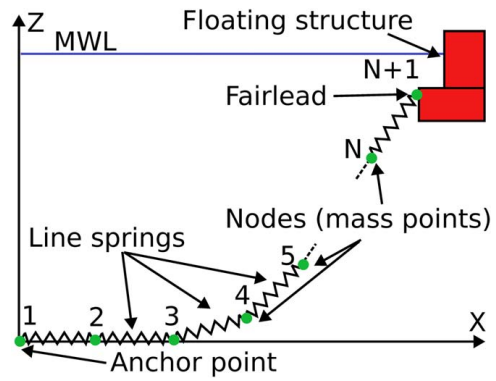 Z
Floating structure
MWL
N+1
Fairlead
N
Nodes (mass points)
Line springs
5
4
1
2
3
X
Anchor point